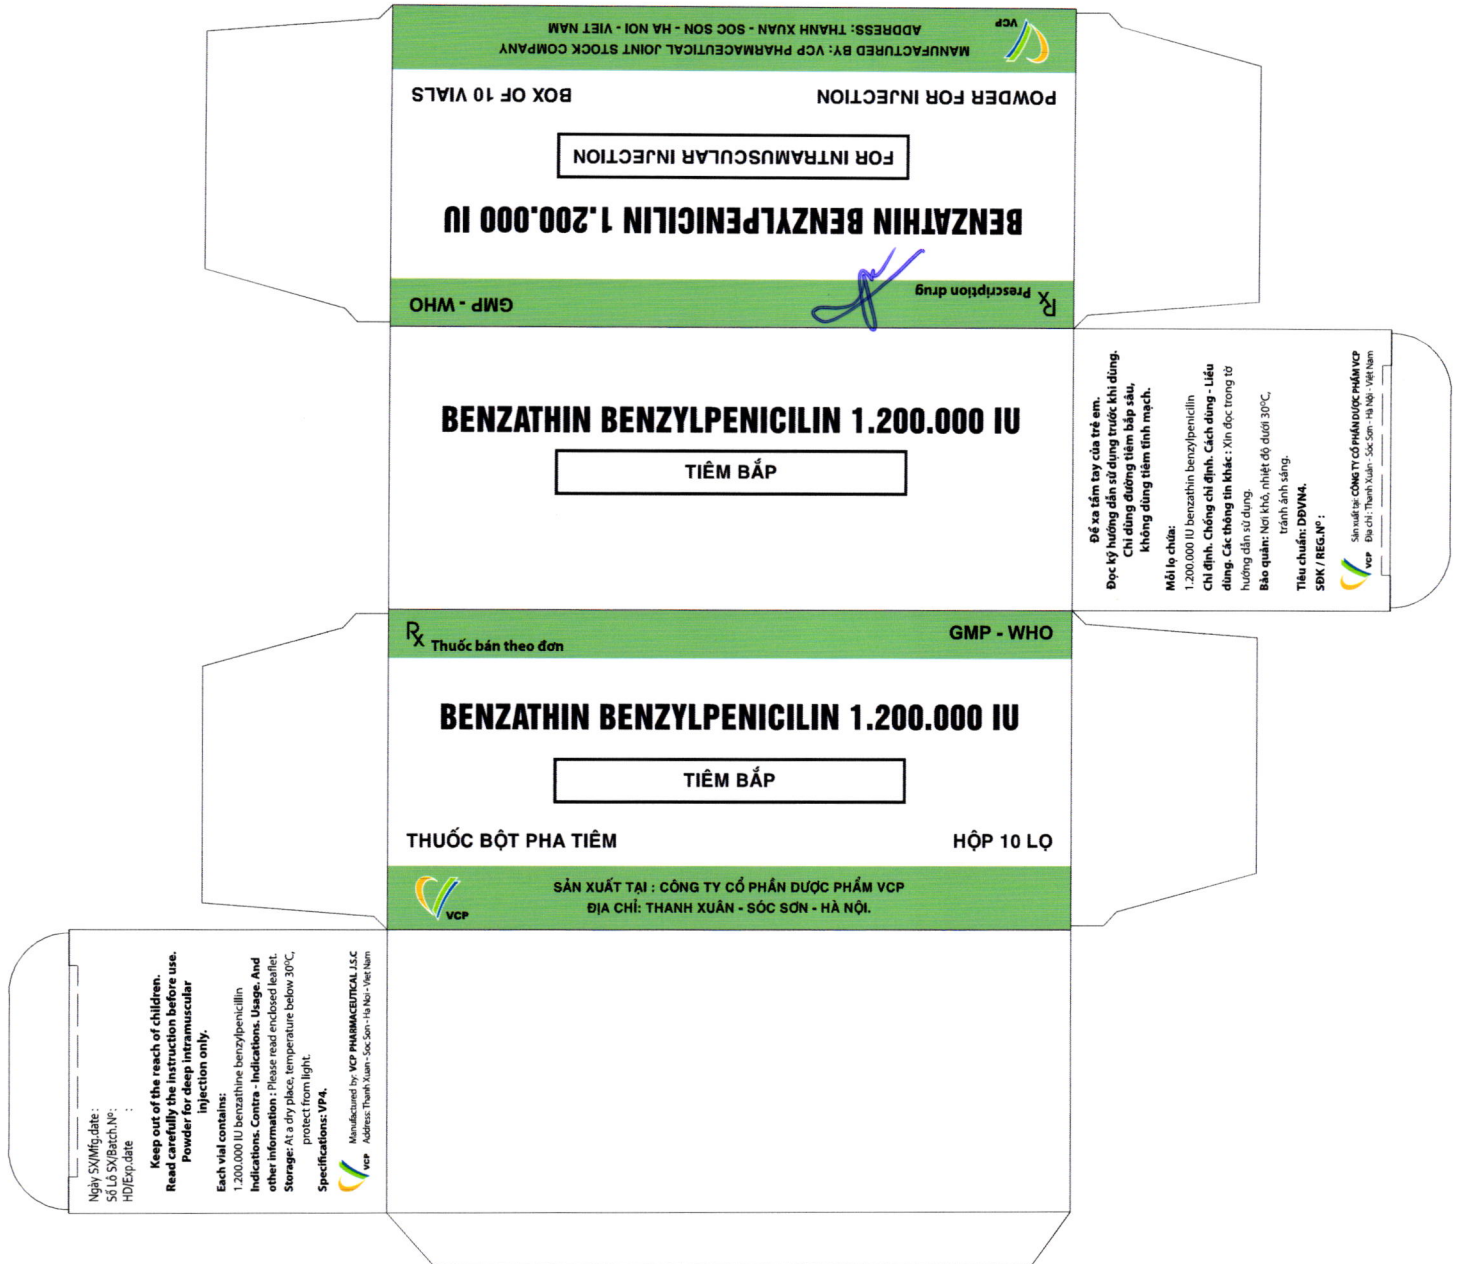 MANUFACTURED BY: VCP PHARMACEUTICAL JOINT STOCK COMPANY
ADDRESS: THANH XUAN - SOC SON - HA NOI - VIET NAM
VCP
POWDER FOR INJECTION
BOX OF 10 VIALS
FOR INTRAMUSCULAR INJECTION
BENZATHIN BENZYLPENICILIN 1.200.000 IU
Rx Prescription drug
GMP - WHO
BENZATHIN BENZYLPENICILIN 1.200.000 IU
TIÊM BẮP
Để xa tầm tay của trẻ em.
Đọc kỹ hướng dẫn sử dụng trước khi dùng.
Chỉ dùng đường tiêm bắp sâu,
không dùng tiêm tĩnh mạch.
Mỗi lọ chứa:
1.200.000 IU benzathin benzylpenicilin
Chỉ định. Chống chỉ định. Cách dùng - Liều
dùng. Các thông tin khác : Xin đọc trong tờ
hướng dẫn sử dụng.
Bảo quản: Nơi khô, nhiệt độ dưới 30ºC,
tránh ánh sáng.
Tiêu chuẩn: DĐVN4.
SĐK / REG.Nº :
VCP
Sản xuất tại: CÔNG TY CỔ PHẦN DƯỢC PHẨM VCP
Địa chỉ : Thanh Xuân - Sóc Sơn - Hà Nội - Việt Nam
Rx Thuốc bán theo đơn
GMP - WHO
BENZATHIN BENZYLPENICILIN 1.200.000 IU
TIÊM BẮP
THUỐC BỘT PHA TIÊM
HỘP 10 LỌ
VCP
SẢN XUẤT TẠI : CÔNG TY CỔ PHẦN DƯỢC PHẨM VCP
ĐỊA CHỈ: THANH XUÂN - SÓC SƠN - HÀ NỘI.
Ngày SX/Mfg.date :
Số Lô SX/Batch.Nº:
HD/Exp.date :
Keep out of the reach of children.
Read carefully the instruction before use.
Powder for deep intramuscular
injection only.
Each vial contains:
1.200.000 IU benzathine benzylpenicillin
Indications. Contra - Indications. Usage. And
other information : Please read enclosed leaflet.
Storage: At a dry place, temperature below 30ºC,
protect from light.
Specifications: VP4.
VCP
Manufactured by: VCP PHARMACEUTICAL J.S.C
Address: Thanh Xuan - Soc Son - Ha Noi - Viet Nam